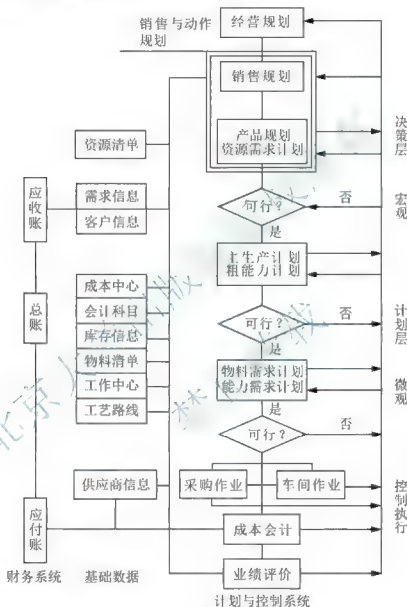 销售与动作
规划
经营规划
销售规划
产品规划
资源需求计划
资源清单
决策层
应收账
需求信息
客户信息
可行？
否
宏观
是
主生产计划
粗能力计划
总账
成本中心
会计科目
库存信息
物料清单
工作中心
工艺路线
可行？
否
计划层
是
物料需求计划
能力需求计划
微观
是
可行？
否
供应商信息
采购作业
车间作业
控制执行
应付账
成本会计
业绩评价
财务系统
基础数据
计划与控制系统